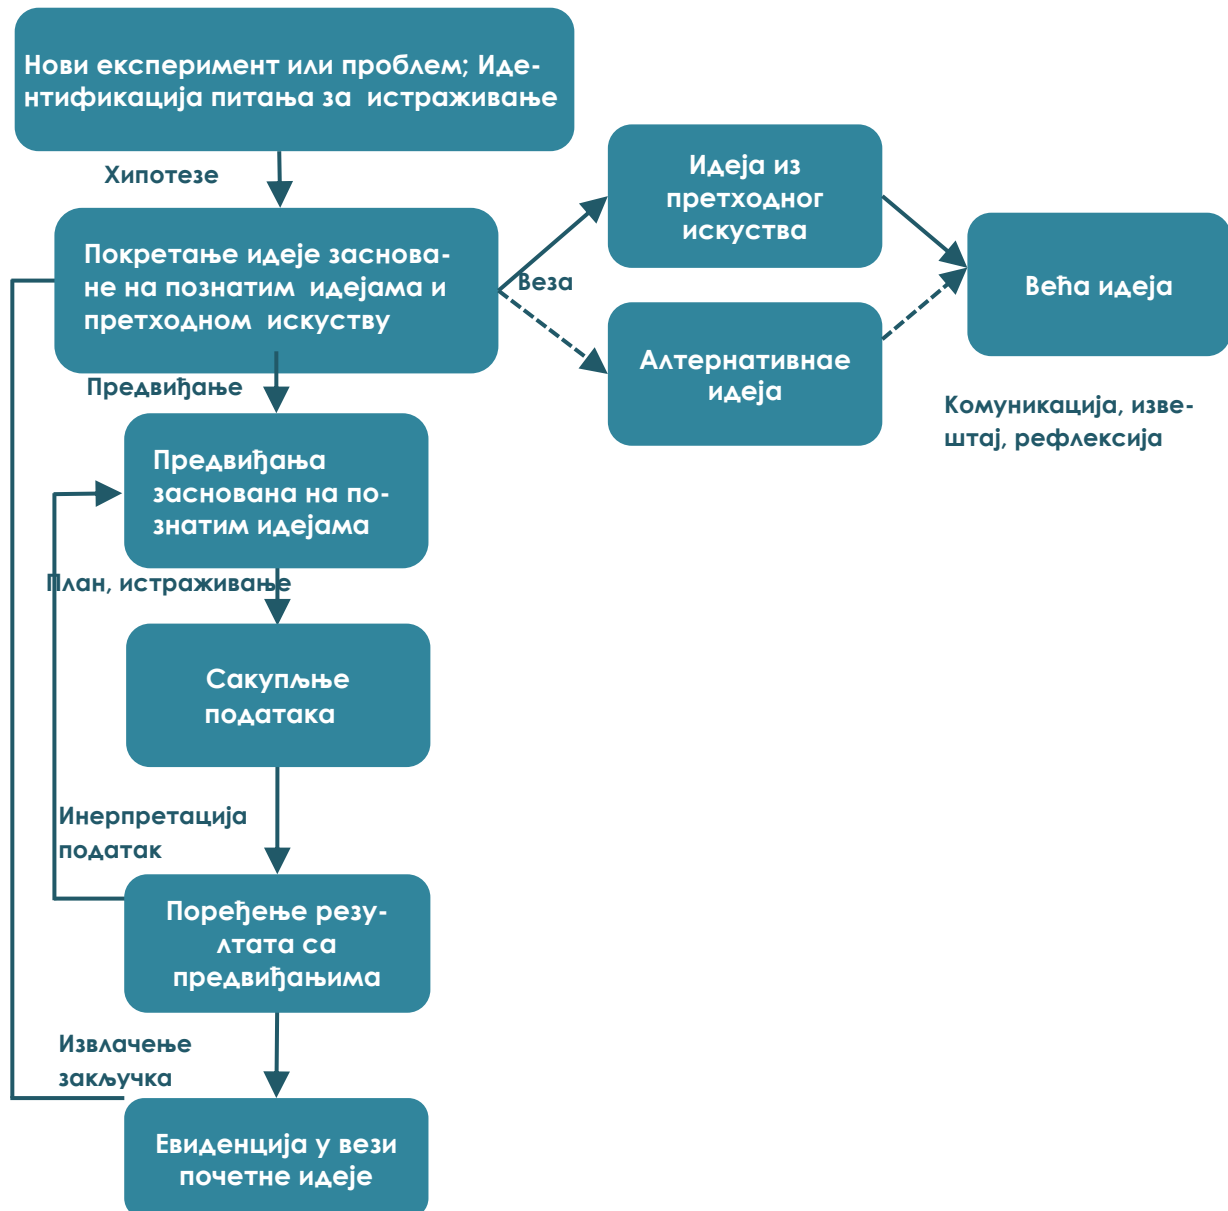 Нови експеримент или проблем; Иде-
нтификација питања за истраживање
Хипотезе
Покретање идеје заснова-
не на познатим идејама и
претходном искуству
Веза
Идеја из
претходног
искуства
Алтернативнае
идеја
Већа идеја
Комуникација, изве-
штај, рефлексија
Предвиђање
Предвиђања
заснована на по-
знатим идејама
План, истраживање
Сакупљње
података
Инерпретација
податак
Поређење резу-
лтата са
предвиђањима
Извлачење
закључка
Евиденција у вези
почетне идеје